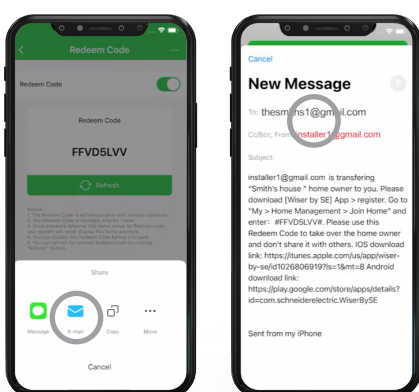 Redeem Code
Redeem Code
Redeem Code
FFVD5LVV
Refresh
Share
Message
E-mail
Copy
More
Cancel
Cancel
New Message
To:
Cc/Bcc, From: installer1@gmail.com
Subject:
installer1@gmail.com is transfering
"Smith's house " home owner to you. Please
download [Wiser by SE] App > register. Go to
"My > Home Management > Join Home" and
enter: #FFVD5LVV#. Please use this
Redeem Code to take over the home owner
and don't share it with others. IOS download
link: https://itunes.apple.com/us/app/wiser-
by-se/id1026806919?ls=1&mt=8 Android
download link:
https://play.google.com/store/apps/details?
id=com.schneiderelectric.WiserBySE
Sent from my iPhone